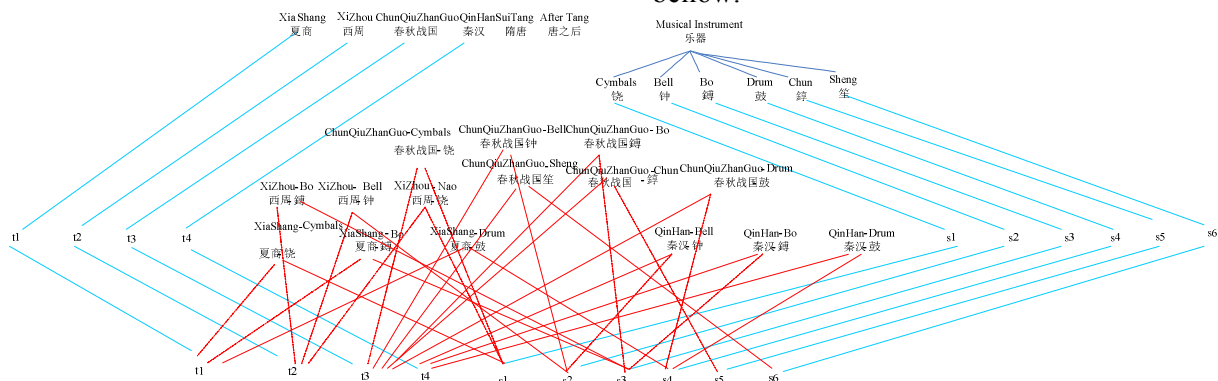 bellow:
Xia Shang XiZhou ChunQiuZhanGuo QinHan SuiTang After Tang
夏商 西周 春秋战国 秦汉 隋唐 唐之后
Musical Instrument
乐器
Cymbals Bell Bo Drum Chun Sheng
铙 钟 鎛 鼓 錞 笙
ChunQiuZhanGuo-Cymbals ChunQiuZhanGuo-Bell ChunQiuZhanGuo-Bo
春秋战国-铙 春秋战国钟 春秋战国鎛
ChunQiuZhanGuo-Sheng ChunQiuZhanGuo-Chun ChunQiuZhanGuo-Drum
春秋战国笙 春秋战国-錞 春秋战国鼓
XiZhou-Bo XiZhou-Bell XiZhou-Nao
西周鎛 西周钟 西周铙
XiaShang-Cymbals XiaShang-Bo XiaShang-Drum QinHan-Bell QinHan-Bo QinHan-Drum
夏商铙 夏商鎛 夏商鼓 秦汉-钟 秦汉-鎛 秦汉-鼓
t1 t2 t3 t4 s1 s2 s3 s4 s5 s6
t1 t2 t3 t4 s1 s2 s3 s4 s5 s6